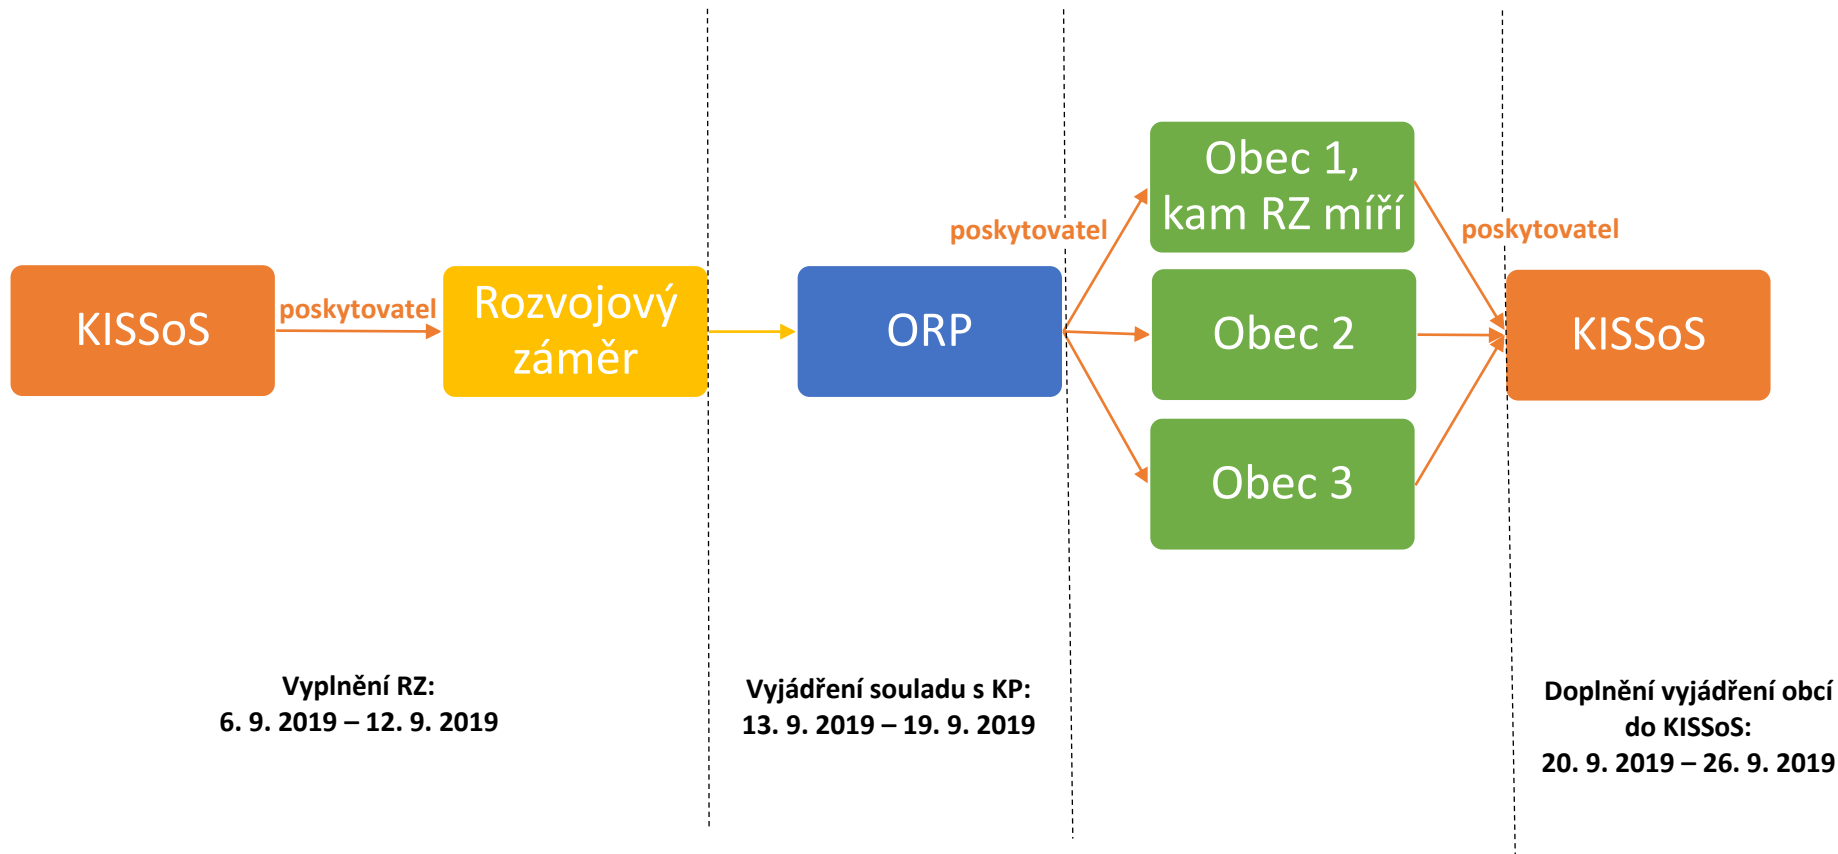 KISSoS
poskytovatel
Rozvojový
záměr
ORP
poskytovatel
Obec 1,
kam RZ míří
Obec 2
Obec 3
poskytovatel
KISSoS
Vyplnění RZ:
6. 9. 2019 – 12. 9. 2019
Vyjádření souladu s KP:
13. 9. 2019 – 19. 9. 2019
Doplnění vyjádření obcí
do KISSoS:
20. 9. 2019 – 26. 9. 2019